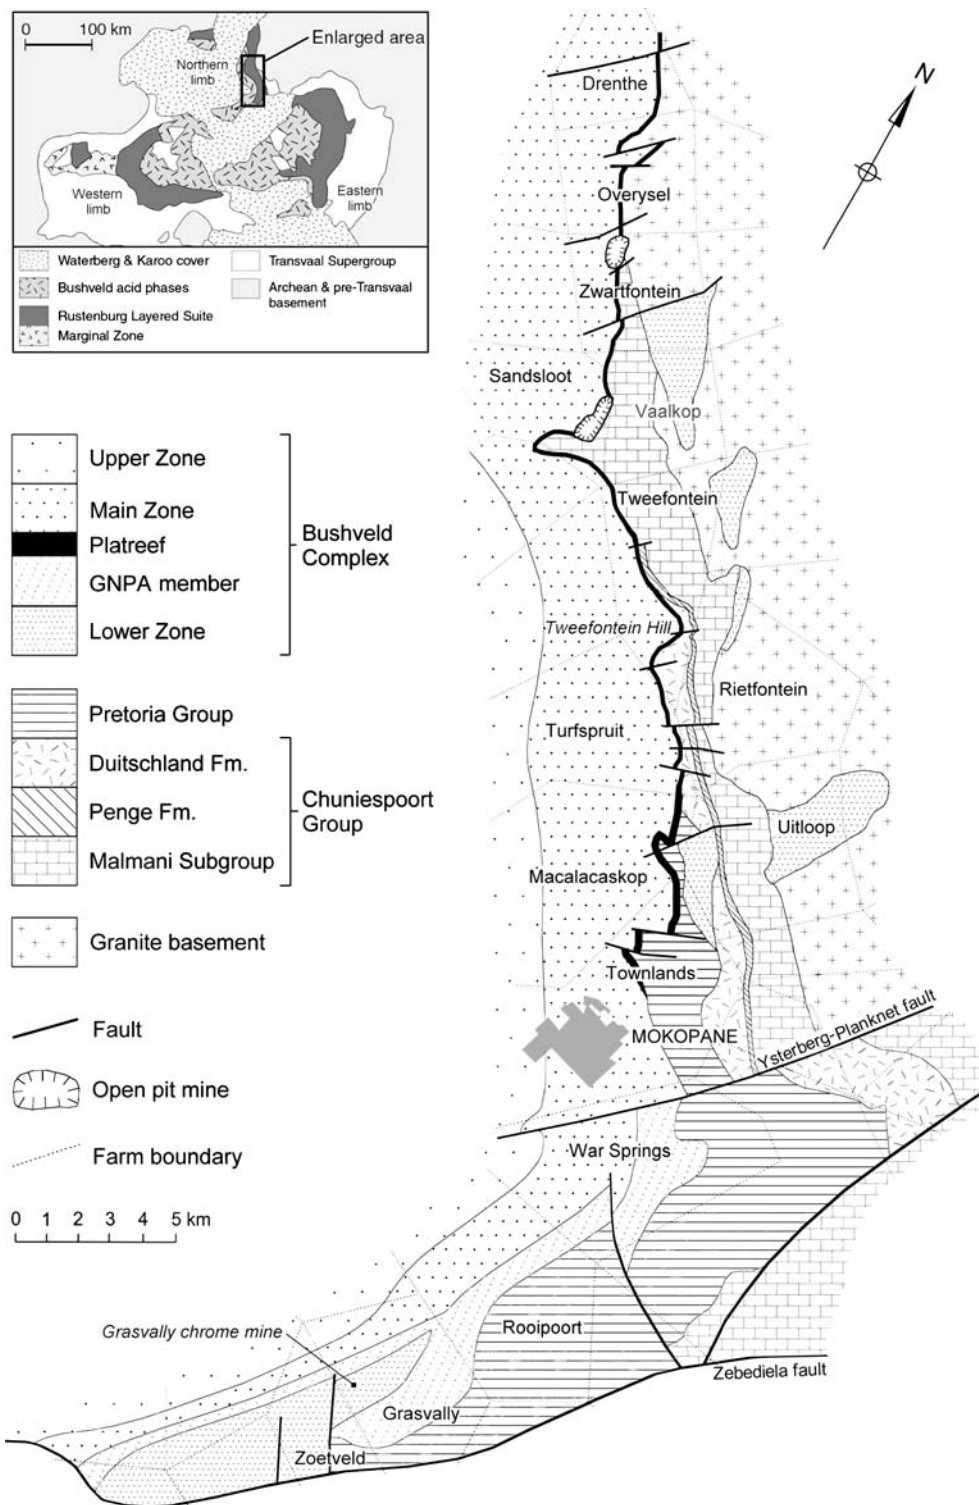 0 100 km
Enlarged area
Northern
limb
Western
limb
Eastern
limb
Waterberg & Karoo cover
Bushveld acid phases
Rustenburg Layered Suite
Marginal Zone
Transvaal Supergroup
Archean & pre-Transvaal
basement
N
Drenthe
Overysel
Zwartfontein
Sandsloot
Vaalkop
Tweefontein
Tweefontein Hill
Rietfontein
Turfspruit
Uitloop
Macalacaskop
Townlands
MOKOPANE
Ysterberg-Planknet fault
War Springs
Rooipoort
Grasvally chrome mine
Zebediela fault
Grasvally
Zoetveld
Upper Zone
Main Zone
Platreef
GNPA member
Lower Zone
Bushveld
Complex
Pretoria Group
Duitschland Fm.
Penge Fm.
Malmani Subgroup
Chuniespoort
Group
Granite basement
Fault
Open pit mine
Farm boundary
0 1 2 3 4 5 km